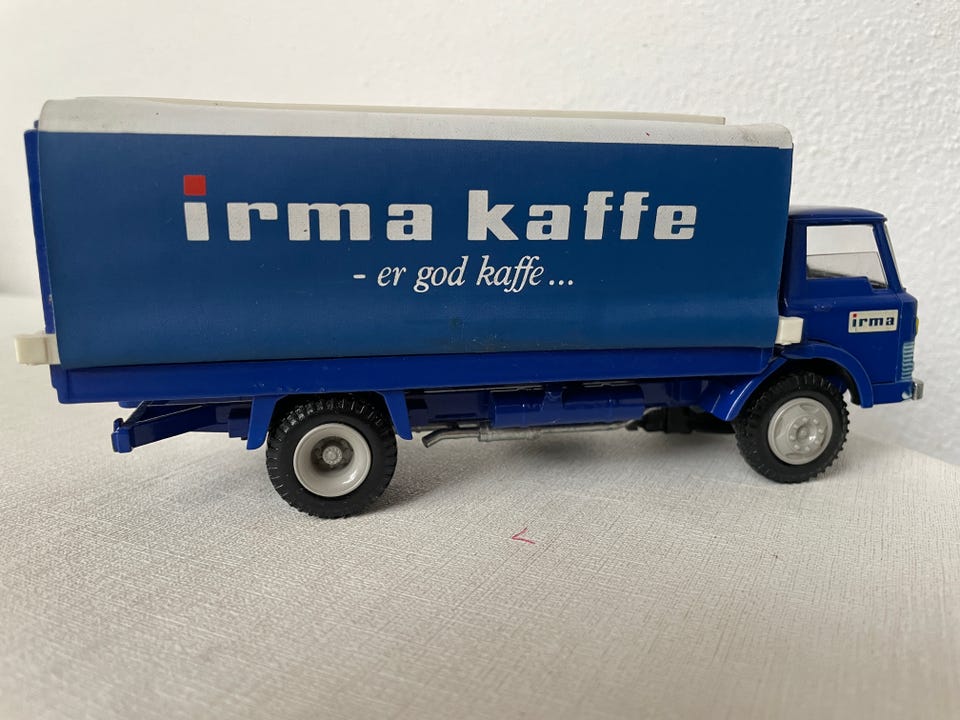 irma kaffe
- er god kaffe...
irma